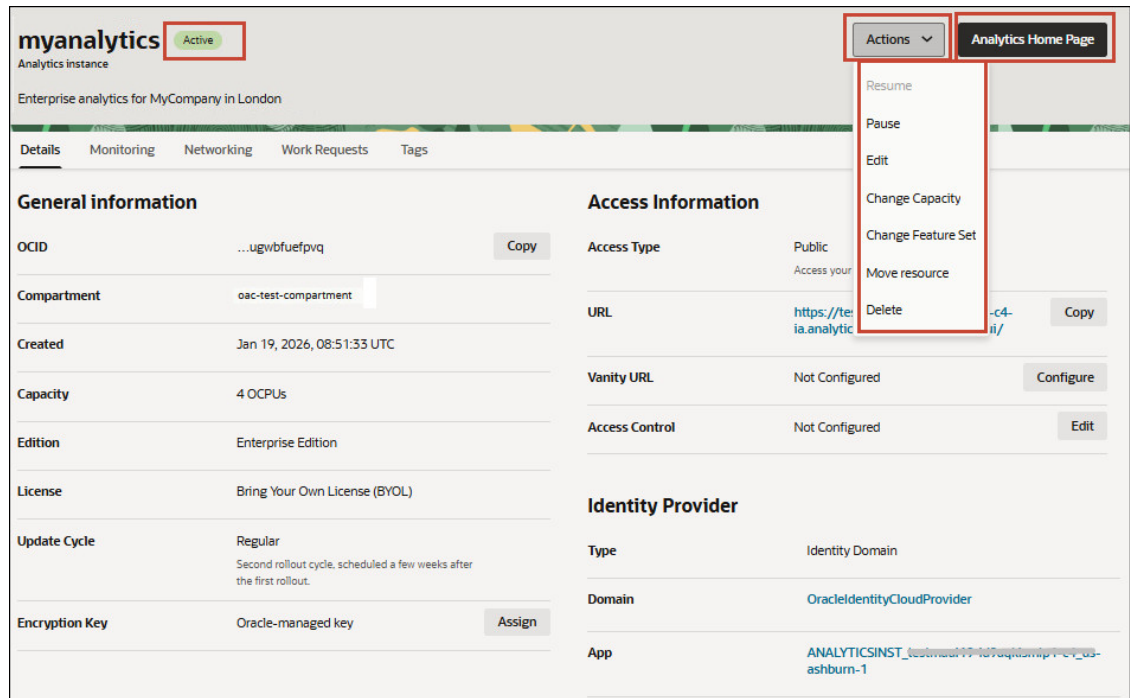 myanalytics Active
Analytics instance
Enterprise analytics for MyCompany in London
Actions
Analytics Home Page
Resume
Pause
Edit
Change Capacity
Change Feature Set
Move resource
Delete
Details Monitoring Networking Work Requests Tags
General information
OCID ...ugwbfuefpvq Copy
Compartment oac-test-compartment
Created Jan 19, 2026, 08:51:33 UTC
Capacity 4 OCPUs
Edition Enterprise Edition
License Bring Your Own License (BYOL)
Update Cycle Regular
Second rollout cycle, scheduled a few weeks after
the first rollout.
Encryption Key Oracle-managed key Assign
Access Information
Access Type Public
Access your
URL https://tes -c4- Copy
ia.analytic ui/
Vanity URL Not Configured Configure
Access Control Not Configured Edit
Identity Provider
Type Identity Domain
Domain OracleIdentityCloudProvider
App ANALYTICSINST_
ashburn-1